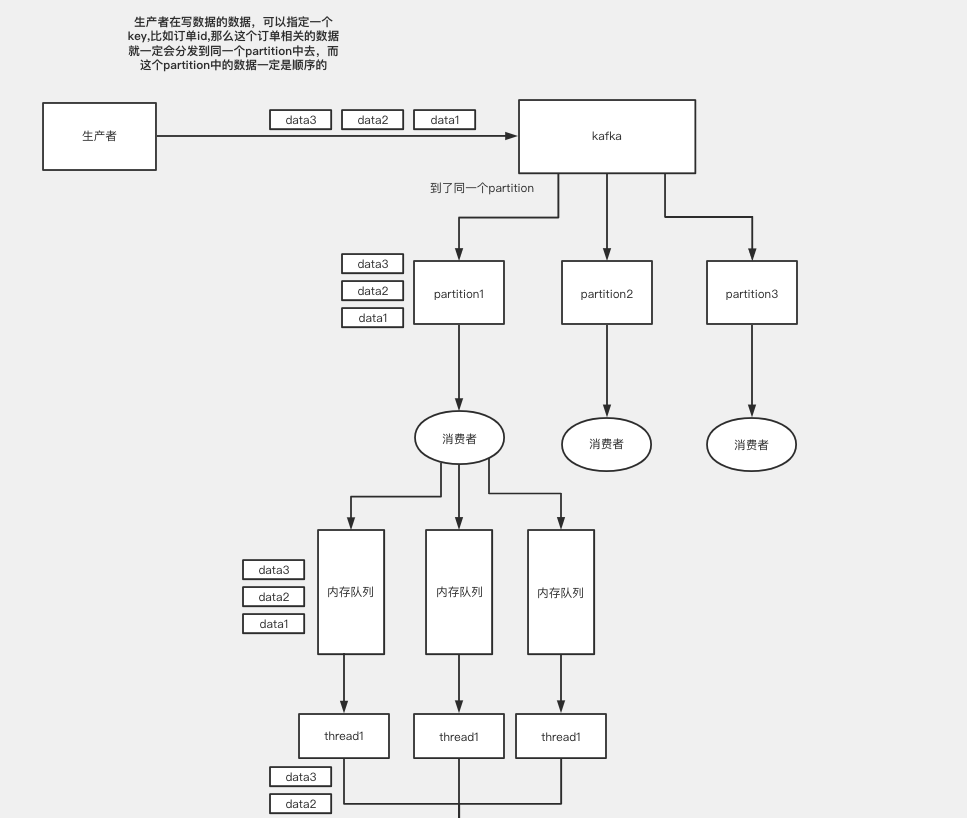 生产者在写数据的数据，可以指定一个
key,比如订单id,那么这个订单相关的数据
就一定会分发到同一个partition中去，而
这个partition中的数据一定是顺序的
生产者
data3
data2
data1
kafka
到了同一个partition
data3
data2
data1
partition1
partition2
partition3
消费者
消费者
消费者
data3
data2
data1
内存队列
内存队列
内存队列
thread1
thread1
thread1
data3
data2